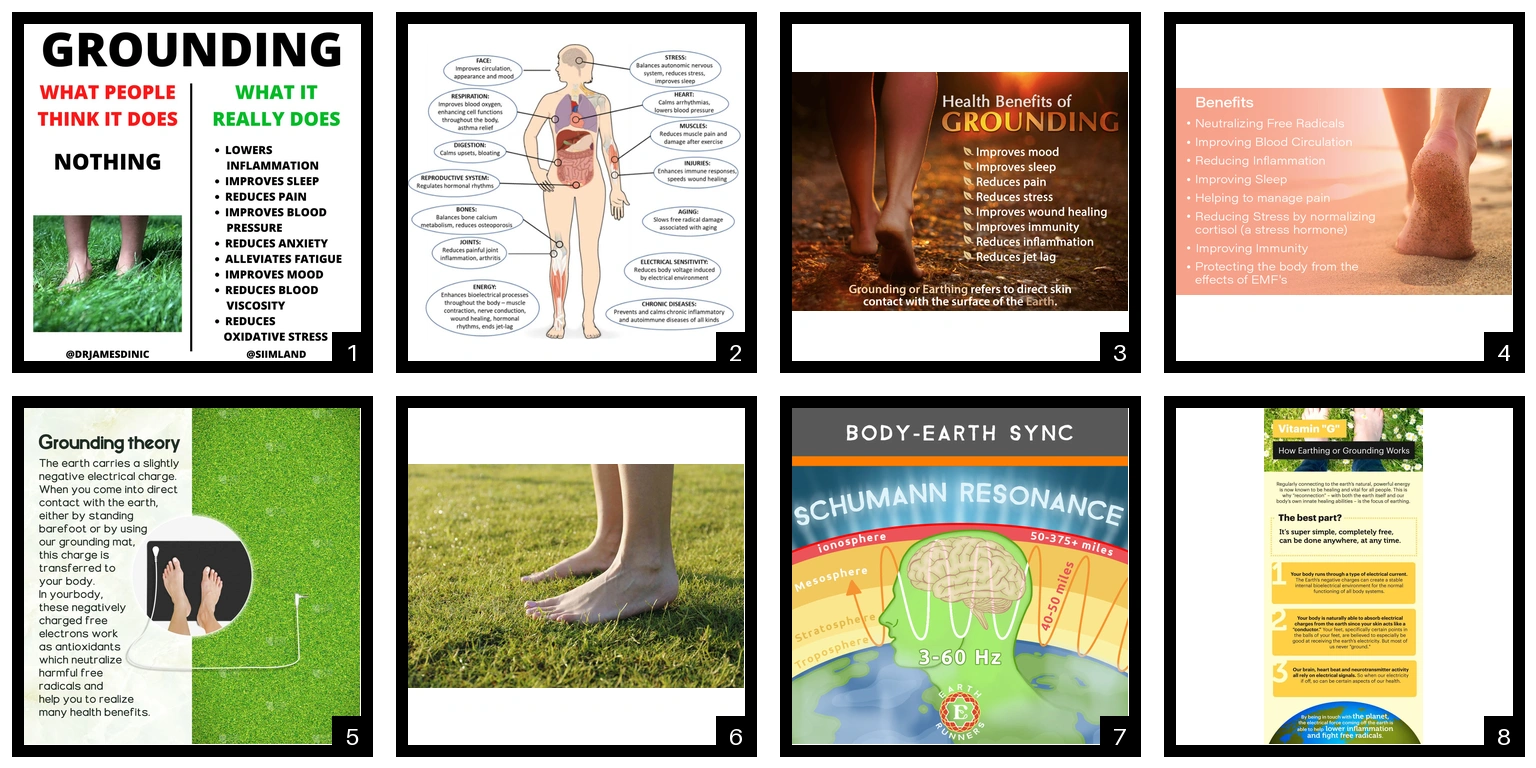 GROUNDING
WHAT PEOPLE
THINK IT DOES
NOTHING
WHAT IT
REALLY DOES
• LOWERS
INFLAMMATION
• IMPROVES SLEEP
• REDUCES PAIN
• IMPROVES BLOOD
PRESSURE
• REDUCES ANXIETY
• ALLEVIATES FATIGUE
• IMPROVES MOOD
• REDUCES BLOOD
VISCOSITY
• REDUCES
OXIDATIVE STRESS
@DRJAMESDINIC
@SIIMLAND
1
FACE:
Improves circulation,
appearance and mood
RESPIRATION:
Improves blood oxygen,
enhancing cell functions
throughout the body,
asthma relief
DIGESTION:
Calms upsets, bloating
REPRODUCTIVE SYSTEM:
Regulates hormonal rhythms
BONES:
Balances bone calcium
metabolism, reduces osteoporosis
JOINTS:
Reduces painful joint
inflammation, arthritis
ENERGY:
Enhances bioelectrical processes
throughout the body – muscle
contraction, nerve conduction,
wound healing, hormonal
rhythms, ends jet-lag
STRESS:
Balances autonomic nervous
system, reduces stress,
improves sleep
HEART:
Calms arrhythmias,
lowers blood pressure
MUSCLES:
Reduces muscle pain and
damage after exercise
INJURIES:
Enhances immune responses,
speeds wound healing
AGING:
Slows free radical damage
associated with aging
ELECTRICAL SENSITIVITY:
Reduces body voltage induced
by electrical environment
CHRONIC DISEASES:
Prevents and calms chronic inflammatory
and autoimmune diseases of all kinds
2
Health Benefits of
GROUNDING
Improves mood
Improves sleep
Reduces pain
Reduces stress
Improves wound healing
Improves immunity
Reduces inflammation
Reduces jet lag
Grounding or Earthing refers to direct skin
contact with the surface of the Earth.
3
Benefits
• Neutralizing Free Radicals
• Improving Blood Circulation
• Reducing Inflammation
• Improving Sleep
• Helping to manage pain
• Reducing Stress by normalizing
cortisol (a stress hormone)
• Improving Immunity
• Protecting the body from the
effects of EMF's
4
Grounding theory
The earth carries a slightly
negative electrical charge.
When you come into direct
contact with the earth,
either by standing
barefoot or by using
our grounding mat,
this charge is
transferred to
your body.
In yourbody,
these negatively
charged free
electrons work
as antioxidants
which neutralize
harmful free
radicals and
help you to realize
many health benefits.
5
6
BODY-EARTH SYNC
SCHUMANN RESONANCE
ionosphere
50-375+ miles
Mesosphere
Stratosphere
Troposphere
40-50 miles
3-60 Hz
EARTH
E
RUNNERS
7
Vitamin "G"
How Earthing or Grounding Works
Regularly connecting to the earth's natural, powerful energy
is now known to be healing and vital for all people. This is
why "reconnection" - with both the earth itself and our
body's own innate healing abilities - is the focus of earthing.
The best part?
It's super simple, completely free,
can be done anywhere, at any time.
1
Your body runs through a type of electrical current.
The Earth's negative charges can create a stable
internal bioelectrical environment for the normal
functioning of all body systems.
2
Your body is naturally able to absorb electrical
charges from the earth since your skin acts like a
"conductor." Your feet, specifically certain points in
the balls of your feet, are believed to especially be
good at receiving the earth's electricity. But most of
us never "ground."
3
Our brain, heart beat and neurotransmitter activity
all rely on electrical signals. So when our electricity
if off, so can be certain aspects of our health.
By being in touch with the planet,
the electrical force coming off the earth is
able to help lower inflammation
and fight free radicals.
8